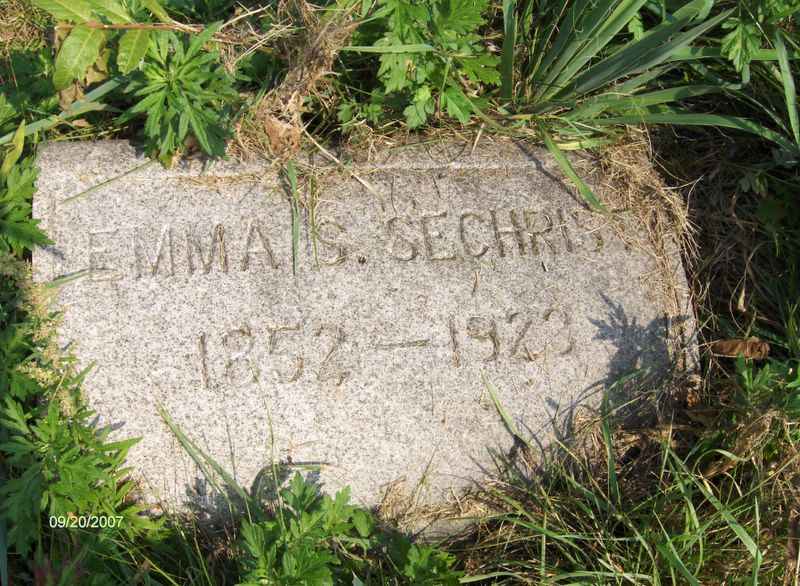 EMMA S. SECHRIST
1852 — 1923
09/20/2007